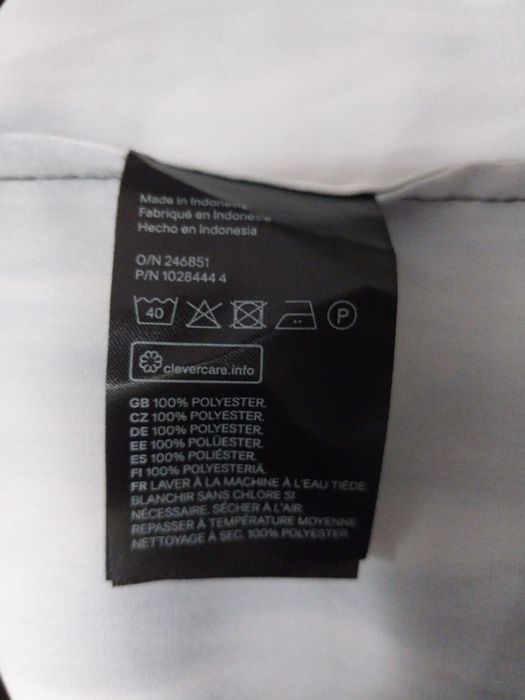 Made in Indonesia
Fabriqué en Indonésie
Hecho en Indonesia
O/N 246851
P/N 1028444 4
40
P
clevercare.info
GB 100% POLYESTER.
CZ 100% POLYESTER.
DE 100% POLYESTER.
EE 100% POLÜESTER.
ES 100% POLIÉSTER.
FI 100% POLYESTERIÄ.
FR LAVER À LA MACHINE À L'EAU TIÈDE.
BLANCHIR SANS CHLORE SI
NÉCESSAIRE. SÉCHER À L'AIR.
REPASSER À TEMPÉRATURE MOYENNE.
NETTOYAGE À SEC. 100% POLYESTER.